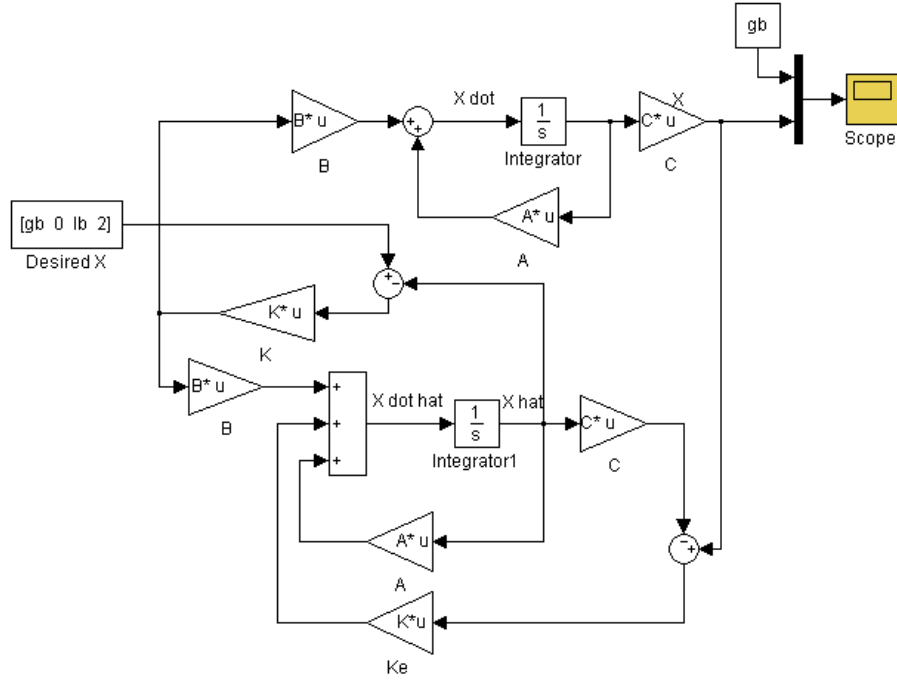 gb
X dot
X
B* u
+
+
1
s
C* u
Scope
Integrator
B
C
A* u
A
[gb 0 lb 2]
Desired X
+
-
K* u
K
B* u
B
+
+
+
X dot hat
1
s
X hat
C* u
Integrator1
C
-
+
A* u
A
K*u
Ke